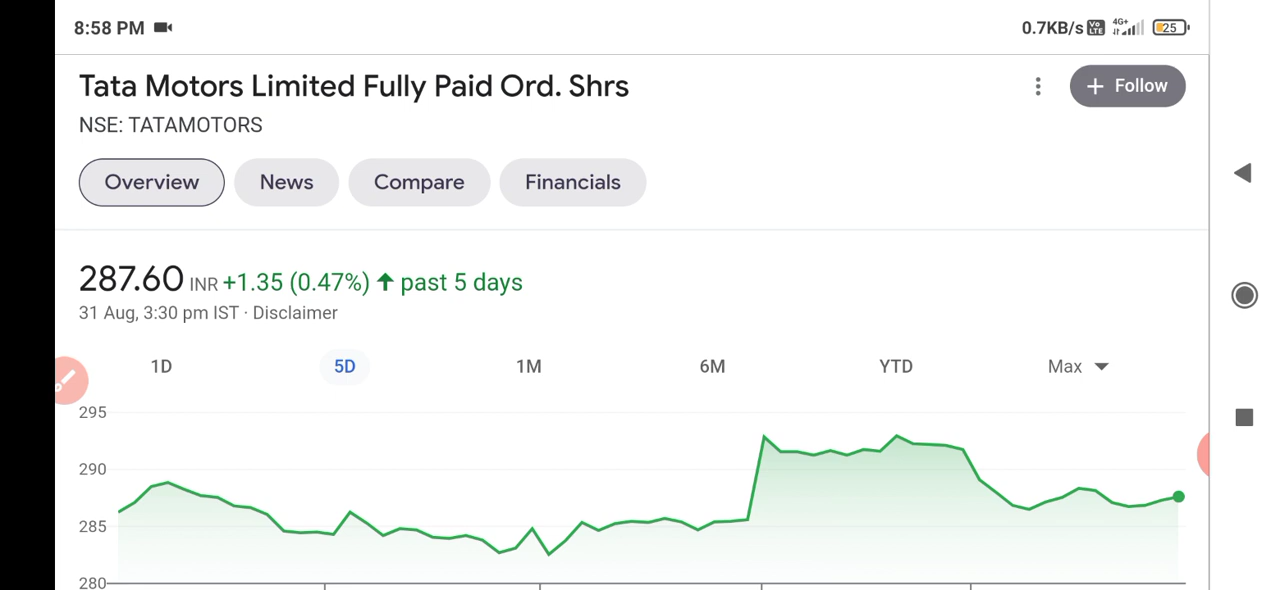 8:58 PM
0.7KB/s Vo LTE 4G+ 25
Tata Motors Limited Fully Paid Ord. Shrs
+ Follow
NSE: TATAMOTORS
Overview News Compare Financials
287.60 INR +1.35 (0.47%) ↑ past 5 days
31 Aug, 3:30 pm IST · Disclaimer
1D 5D 1M 6M YTD Max
295
290
285
280